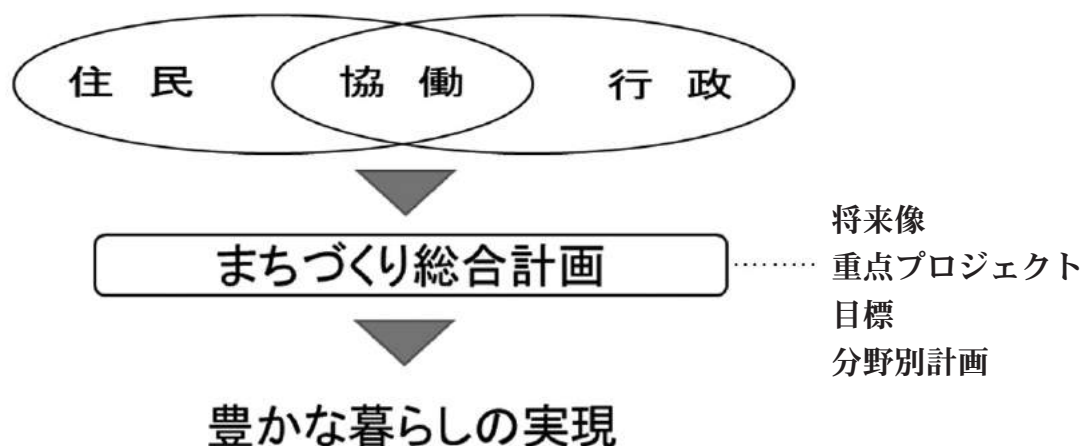 住民 協働 行政
まちづくり総合計画
将来像
重点プロジェクト
目標
分野別計画
豊かな暮らしの実現